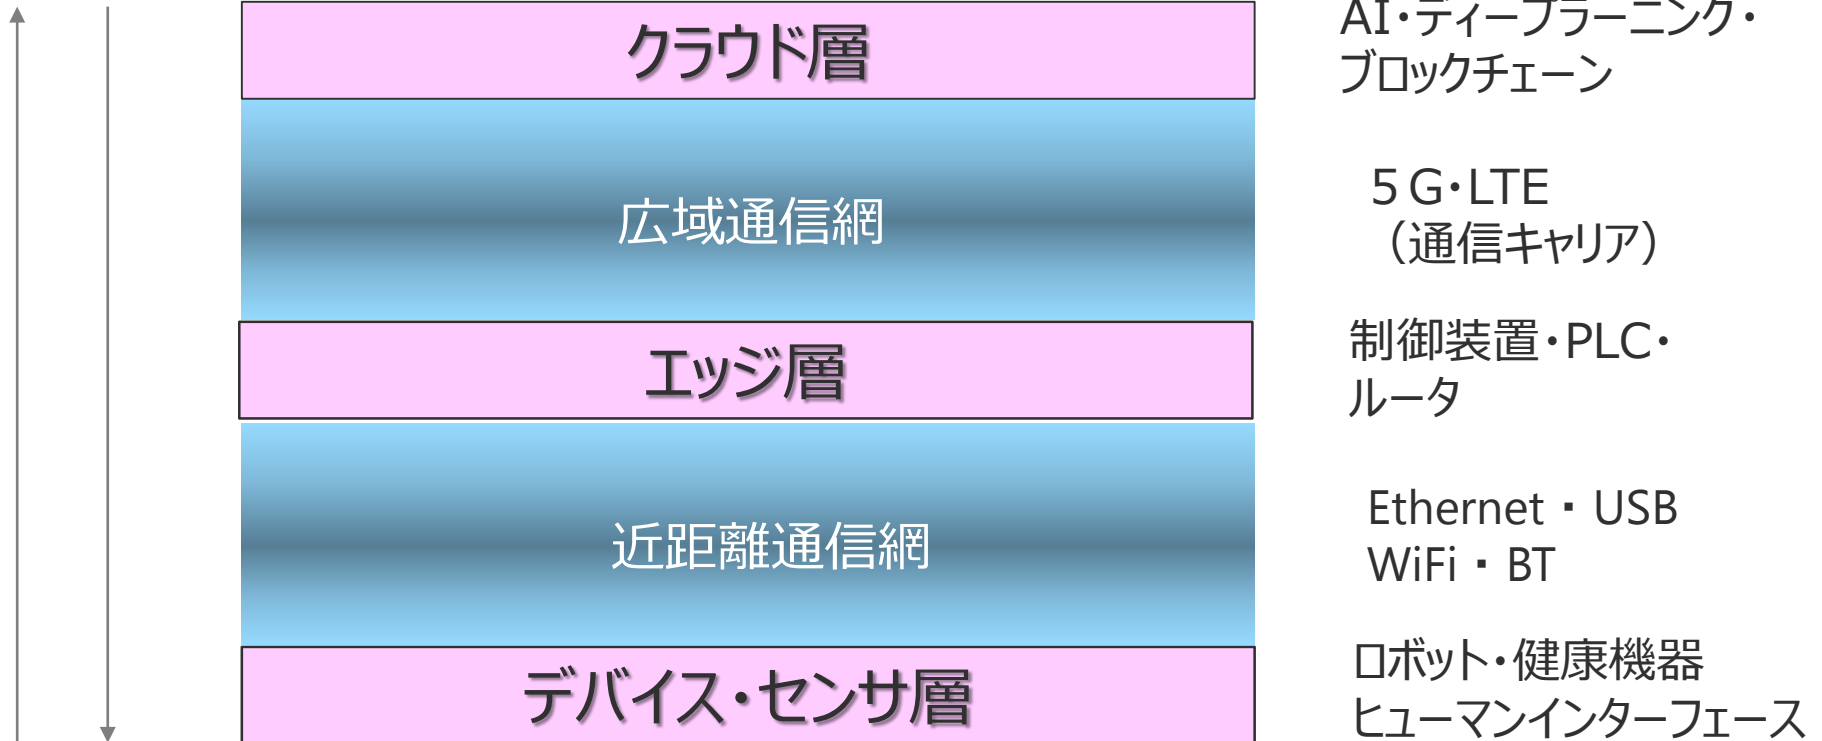 クラウド層
AI・ディープラーニング・
ブロックチェーン
広域通信網
５G・LTE
（通信キャリア）
エッジ層
制御装置・PLC・
ルータ
近距離通信網
Ethernet ・ USB
WiFi ・ BT
デバイス・センサ層
ロボット・健康機器
ヒューマンインターフェース